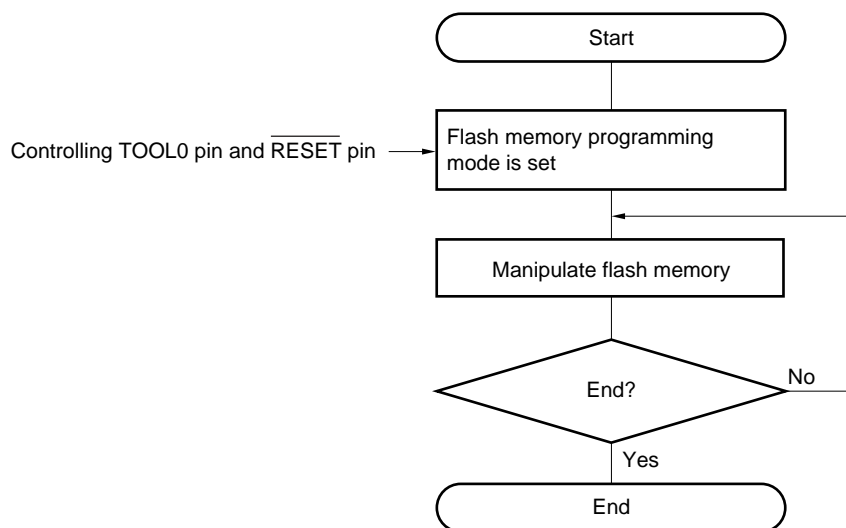 Start
Controlling TOOL0 pin and RESET pin
Flash memory programming
mode is set
Manipulate flash memory
End?
No
Yes
End